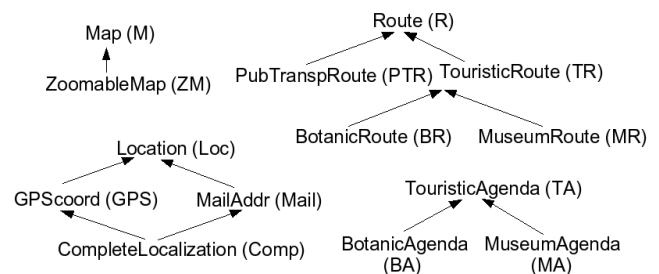 Route (R)
Map (M)
PubTranspRoute (PTR)
TouristicRoute (TR)
ZoomableMap (ZM)
BotanicRoute (BR)
MuseumRoute (MR)
Location (Loc)
GPScoord (GPS)
MailAddr (Mail)
TouristicAgenda (TA)
CompleteLocalization (Comp)
BotanicAgenda
(BA)
MuseumAgenda
(MA)